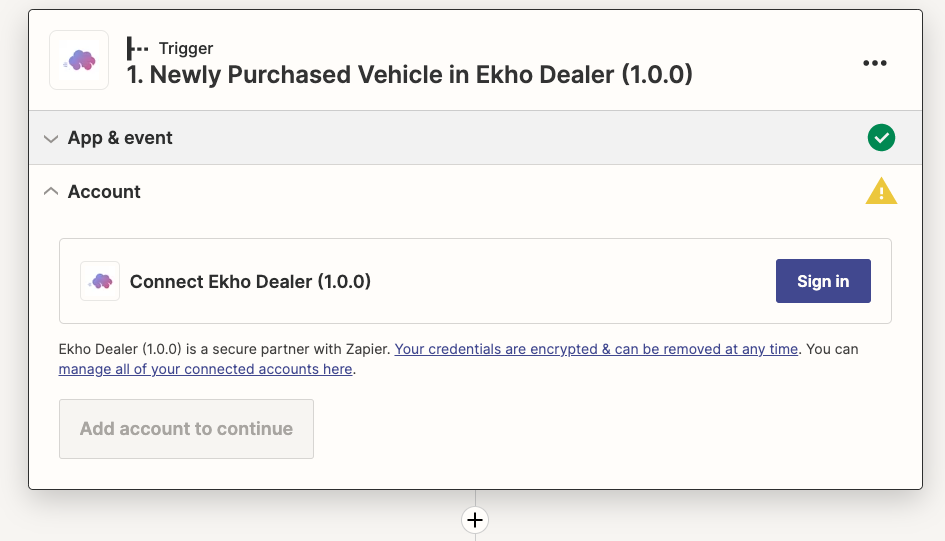 Trigger
1. Newly Purchased Vehicle in Ekho Dealer (1.0.0)
App & event
Account
Connect Ekho Dealer (1.0.0)
Sign in
Ekho Dealer (1.0.0) is a secure partner with Zapier. Your credentials are encrypted & can be removed at any time. You can
manage all of your connected accounts here.
Add account to continue